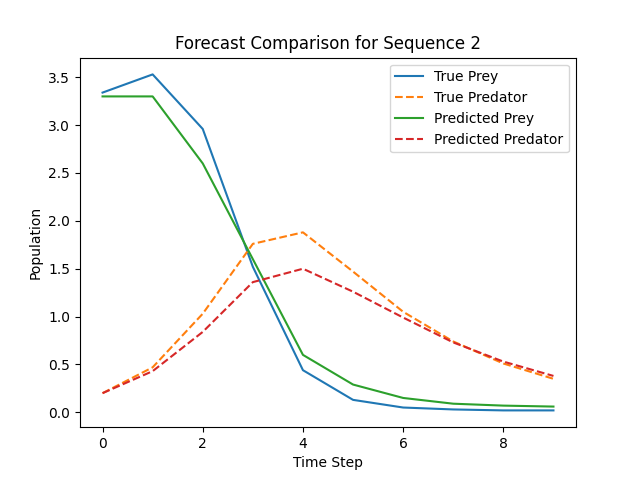 Forecast Comparison for Sequence 2
True Prey
True Predator
Predicted Prey
Predicted Predator
Population
3.5
3.0
2.5
2.0
1.5
1.0
0.5
0.0
0 2 4 6 8
Time Step